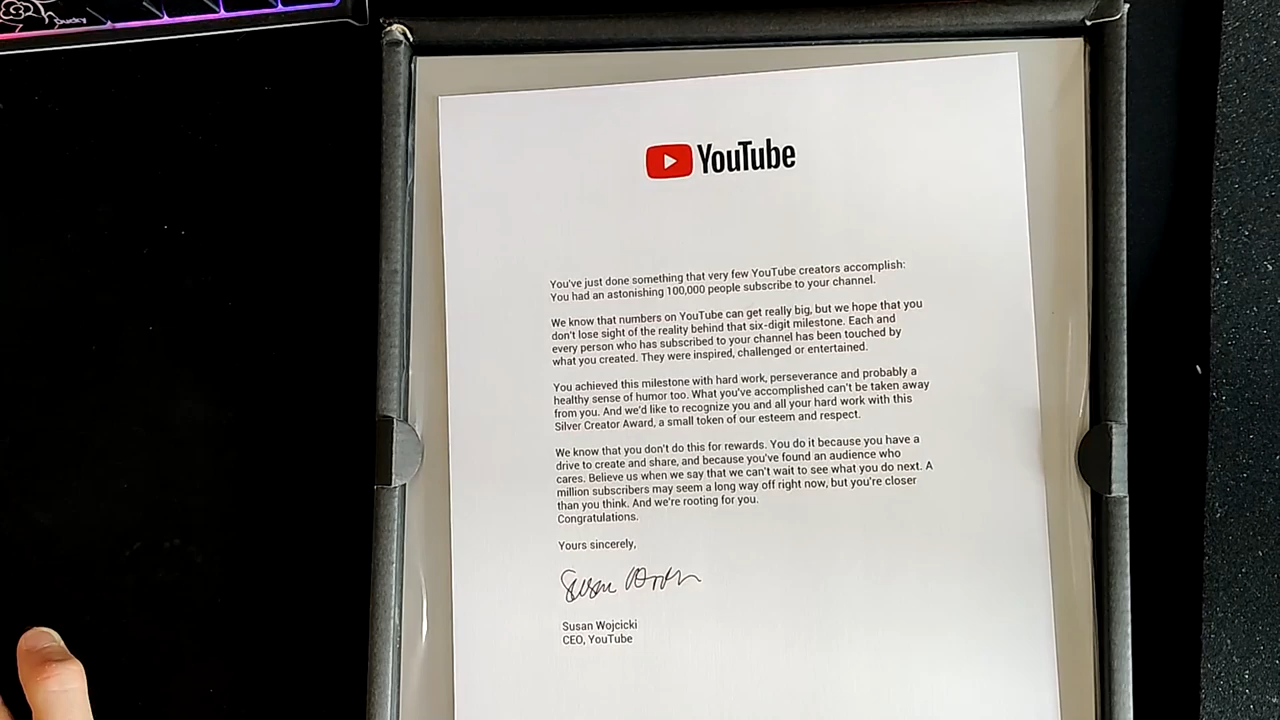 Ducky
YouTube
You've just done something that very few YouTube creators accomplish:
You had an astonishing 100,000 people subscribe to your channel.
We know that numbers on YouTube can get really big, but we hope that you
don't lose sight of the reality behind that six-digit milestone. Each and
every person who has subscribed to your channel has been touched by
what you created. They were inspired, challenged or entertained.
You achieved this milestone with hard work, perseverance and probably a
healthy sense of humor too. What you've accomplished can't be taken away
from you. And we'd like to recognize you and all your hard work with this
Silver Creator Award, a small token of our esteem and respect.
We know that you don't do this for rewards. You do it because you have a
drive to create and share, and because you've found an audience who
cares. Believe us when we say that we can't wait to see what you do next. A
million subscribers may seem a long way off right now, but you're closer
than you think. And we're rooting for you.
Congratulations.
Yours sincerely,
Susan Wojcicki
CEO, YouTube